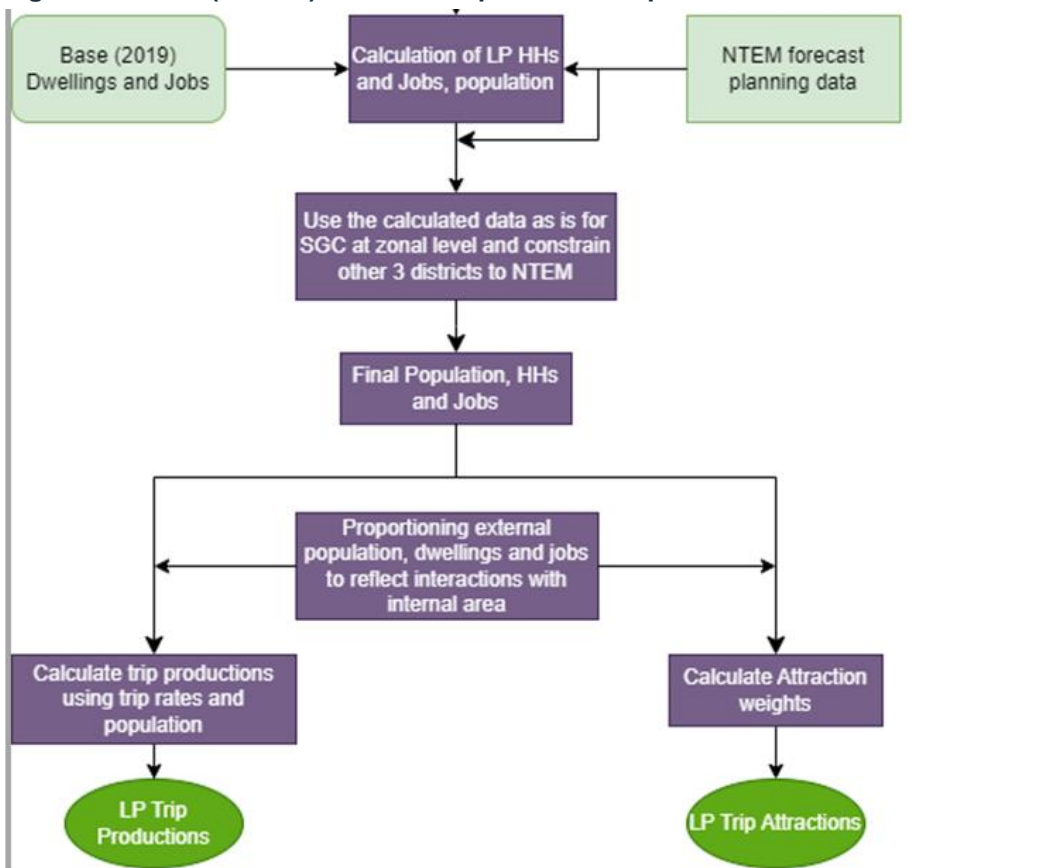 Base (2019)
Dwellings and Jobs
Calculation of LP HHs
and Jobs, population
NTEM forecast
planning data
Use the calculated data as is for
SGC at zonal level and constrain
other 3 districts to NTEM
Final Population, HHs
and Jobs
Proportioning external
population, dwellings and jobs
to reflect interactions with
internal area
Calculate trip productions
using trip rates and
population
Calculate Attraction
weights
LP Trip
Productions
LP Trip Attractions